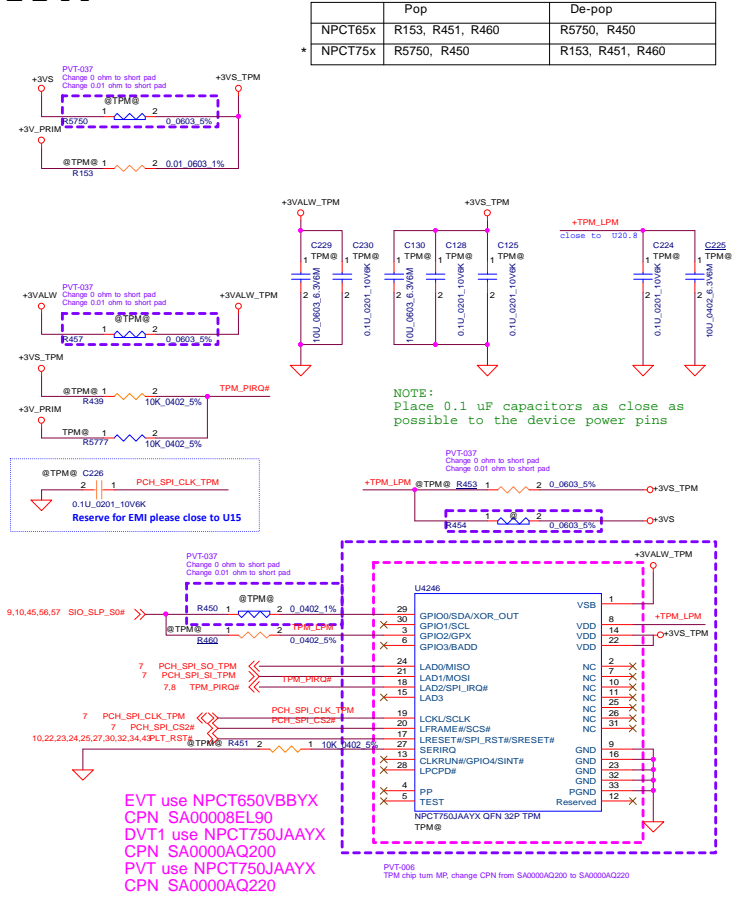 Pop De-pop
NPCT65x R153, R451, R460 R5750, R450
* NPCT75x R5750, R450 R153, R451, R460
PVT-037
Change 0 ohm to short pad
Change 0.01 ohm to short pad
+3VS +3VS_TPM
@TPM@
1 2
R5750 0_0603_5%
+3V_PRIM
@TPM@ 1 2 0.01_0603_1%
R153
+3VALW_TPM +3VS_TPM
+TPM_LPM
close to U20.8
C229 C230 C130 C128 C125 C224 C225
TPM@ TPM@ TPM@ TPM@ TPM@ TPM@ TPM@
1 1 1 1 1 1 1
2 2 2 2 2 2 2
10U_0603_6.3V6M 0.1U_0201_10V6K 10U_0603_6.3V6M 0.1U_0201_10V6K 0.1U_0201_10V6K 0.1U_0201_10V6K 10U_0402_6.3V6M
PVT-037
Change 0 ohm to short pad
Change 0.01 ohm to short pad
+3VALW +3VALW_TPM
@TPM@
1 2
R457 0_0603_5%
+3VS_TPM
@TPM@ 1 2 TPM_PIRQ#
R439 10K_0402_5%
+3V_PRIM
TPM@ 1 2
R5777 10K_0402_5%
NOTE:
Place 0.1 uF capacitors as close as
possible to the device power pins
@TPM@ C226
2 1 PCH_SPI_CLK_TPM
0.1U_0201_10V6K
Reserve for EMI please close to U15
PVT-037
Change 0 ohm to short pad
Change 0.01 ohm to short pad
+TPM_LPM @TPM@ R453 1 2 0_0603_5% +3VS_TPM
1 @ 2 +3VS
R454 0_0603_5%
PVT-037
Change 0 ohm to short pad
Change 0.01 ohm to short pad
+3VALW_TPM
@TPM@
9,10,45,56,57 SIO_SLP_S0# R450 1 2 0_0402_1%
@TPM@ 1 2 TPM_LPM
R460 0_0402_5%
7 PCH_SPI_SO_TPM
7 PCH_SPI_SI_TPM
7,8 TPM_PIRQ# TPM_PIRQ#
7 PCH_SPI_CLK_TPM PCH_SPI_CLK_TPM
7 PCH_SPI_CS2# PCH_SPI_CS2#
10,22,23,24,25,27,30,32,34,43 PLT_RST#
@TPM@ R451 2 1 10K_0402_5%
U4246
29 GPIO0/SDA/XOR_OUT VSB 1
30 GPIO1/SCL VDD 8 +TPM_LPM
3 GPIO2/GPX VDD 14 +3VS_TPM
6 GPIO3/BADD VDD 22
24 LAD0/MISO NC 2
21 LAD1/MOSI NC 7
18 LAD2/SPI_IRQ# NC 10
15 LAD3 NC 11
NC 25
19 LCKL/SCLK NC 26
20 LFRAME#/SCS# NC 31
17 LRESET#/SPI_RST#/SRESET#
27 SERIRQ GND 9
13 CLKRUN#/GPIO4/SINT# GND 16
28 LPCPD# GND 23
GND 32
4 PP PGND 33
5 TEST Reserved 12
NPCT750JAAYX QFN 32P TPM
TPM@
EVT use NPCT650VBBYX
CPN SA00008EL90
DVT1 use NPCT750JAAYX
CPN SA0000AQ200
PVT use NPCT750JAAYX
CPN SA0000AQ220
PVT-006
TPM chip turn MP, change CPN from SA0000AQ200 to SA0000AQ220